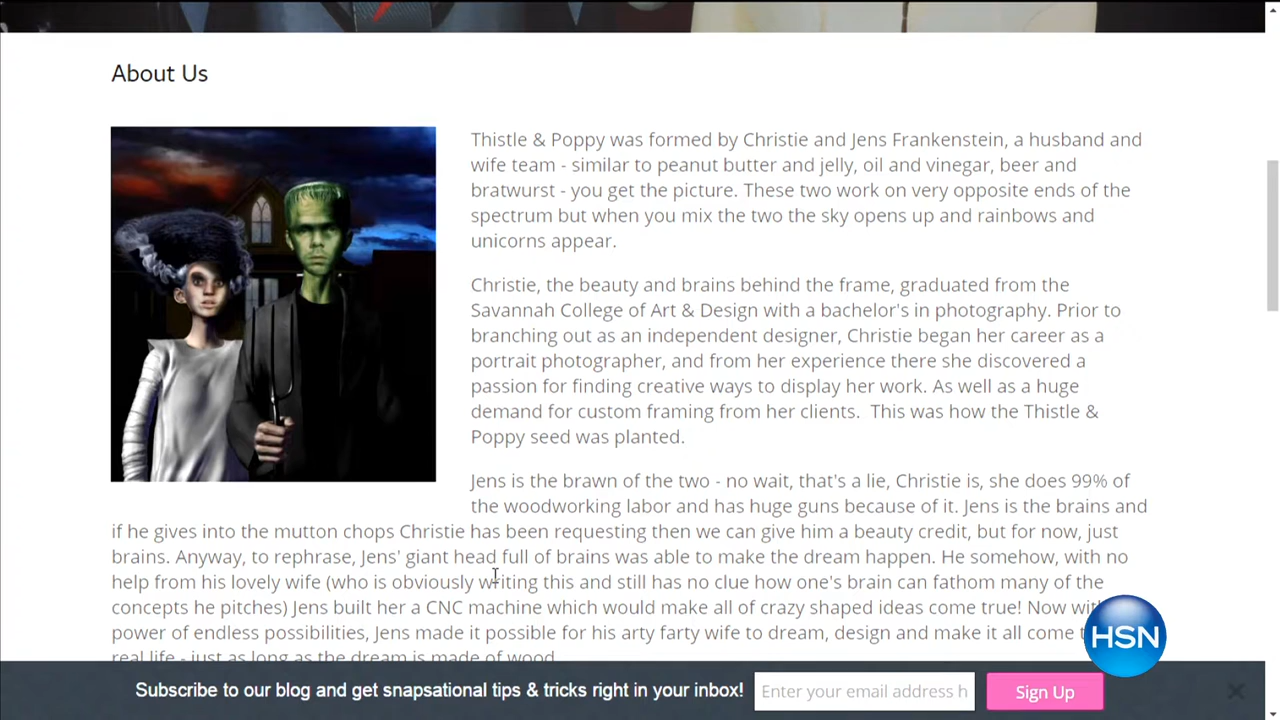 About Us
Thistle & Poppy was formed by Christie and Jens Frankenstein, a husband and
wife team - similar to peanut butter and jelly, oil and vinegar, beer and
bratwurst - you get the picture. These two work on very opposite ends of the
spectrum but when you mix the two the sky opens up and rainbows and
unicorns appear.
Christie, the beauty and brains behind the frame, graduated from the
Savannah College of Art & Design with a bachelor's in photography. Prior to
branching out as an independent designer, Christie began her career as a
portrait photographer, and from her experience there she discovered a
passion for finding creative ways to display her work. As well as a huge
demand for custom framing from her clients. This was how the Thistle &
Poppy seed was planted.
Jens is the brawn of the two - no wait, that's a lie, Christie is, she does 99% of
the woodworking labor and has huge guns because of it. Jens is the brains and
if he gives into the mutton chops Christie has been requesting then we can give him a beauty credit, but for now, just
brains. Anyway, to rephrase, Jens' giant head full of brains was able to make the dream happen. He somehow, with no
help from his lovely wife (who is obviously writing this and still has no clue how one's brain can fathom many of the
concepts he pitches) Jens built her a CNC machine which would make all of crazy shaped ideas come true! Now
power of endless possibilities, Jens made it possible for his arty farty wife to dream, design and make it all come
real life - just as long as the dream is made of wood.
HSN
Subscribe to our blog and get snapsational tips & tricks right in your inbox!
Enter your email address h
Sign Up